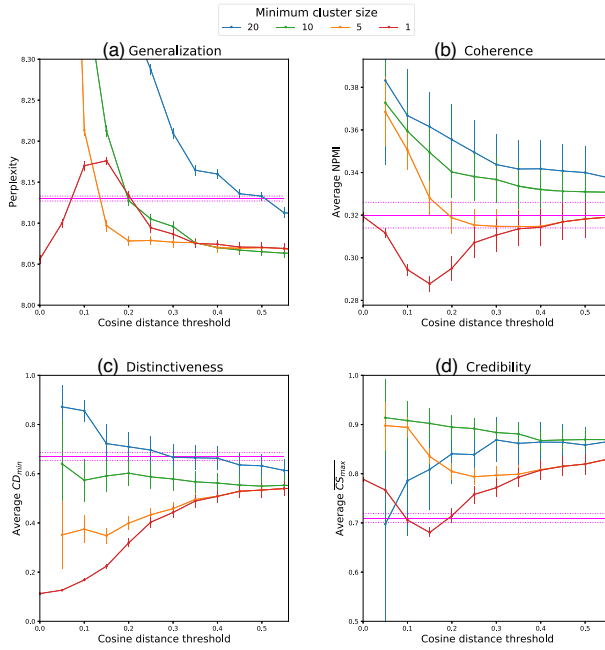 Minimum cluster size
20 10 5 1
(a) Generalization
(b) Coherence
8.30
8.25
8.20
8.15
8.10
8.05
8.00
Perplexity
0.0 0.1 0.2 0.3 0.4 0.5
Cosine distance threshold
0.36
0.34
0.32
0.30
0.28
0.38
Average NPMI
0.0 0.1 0.2 0.3 0.4 0.5
Cosine distance threshold
(c) Distinctiveness
(d) Credibility
1.0
0.8
0.6
0.4
0.2
0.0
Average CDmin
0.0 0.1 0.2 0.3 0.4 0.5
Cosine distance threshold
1.0
0.9
0.8
0.7
0.6
0.5
Average CSmax
0.0 0.1 0.2 0.3 0.4 0.5
Cosine distance threshold